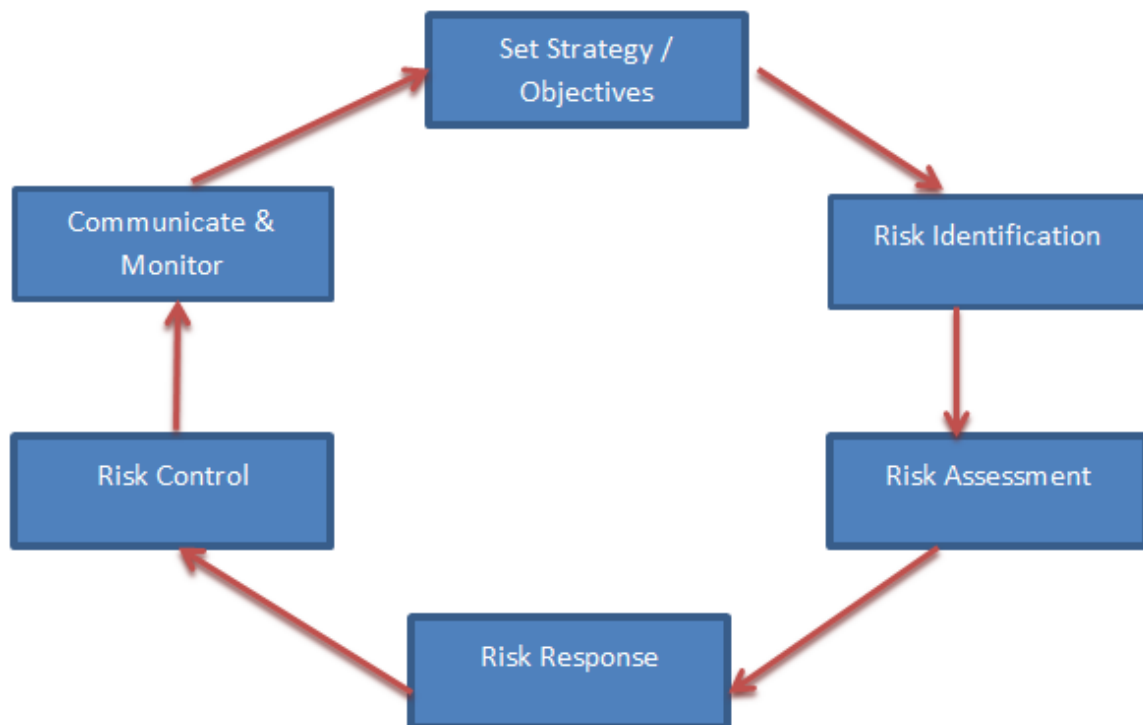 Set Strategy /
Objectives
Risk Identification
Risk Assessment
Risk Response
Risk Control
Communicate &
Monitor